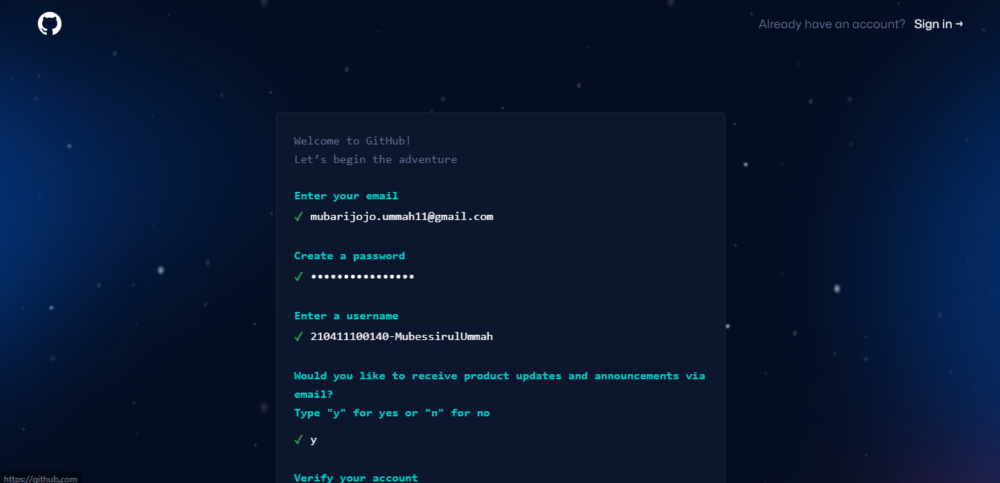 Already have an account? Sign in →
Welcome to GitHub!
Let’s begin the adventure
Enter your email
✓ mubarijojo.ummah11@gmail.com
Create a password
✓ ••••••••••••••••
Enter a username
✓ 210411100140-MubessirulUmmah
Would you like to receive product updates and announcements via
email?
Type "y" for yes or "n" for no
✓ y
Verify your account
https://github.com